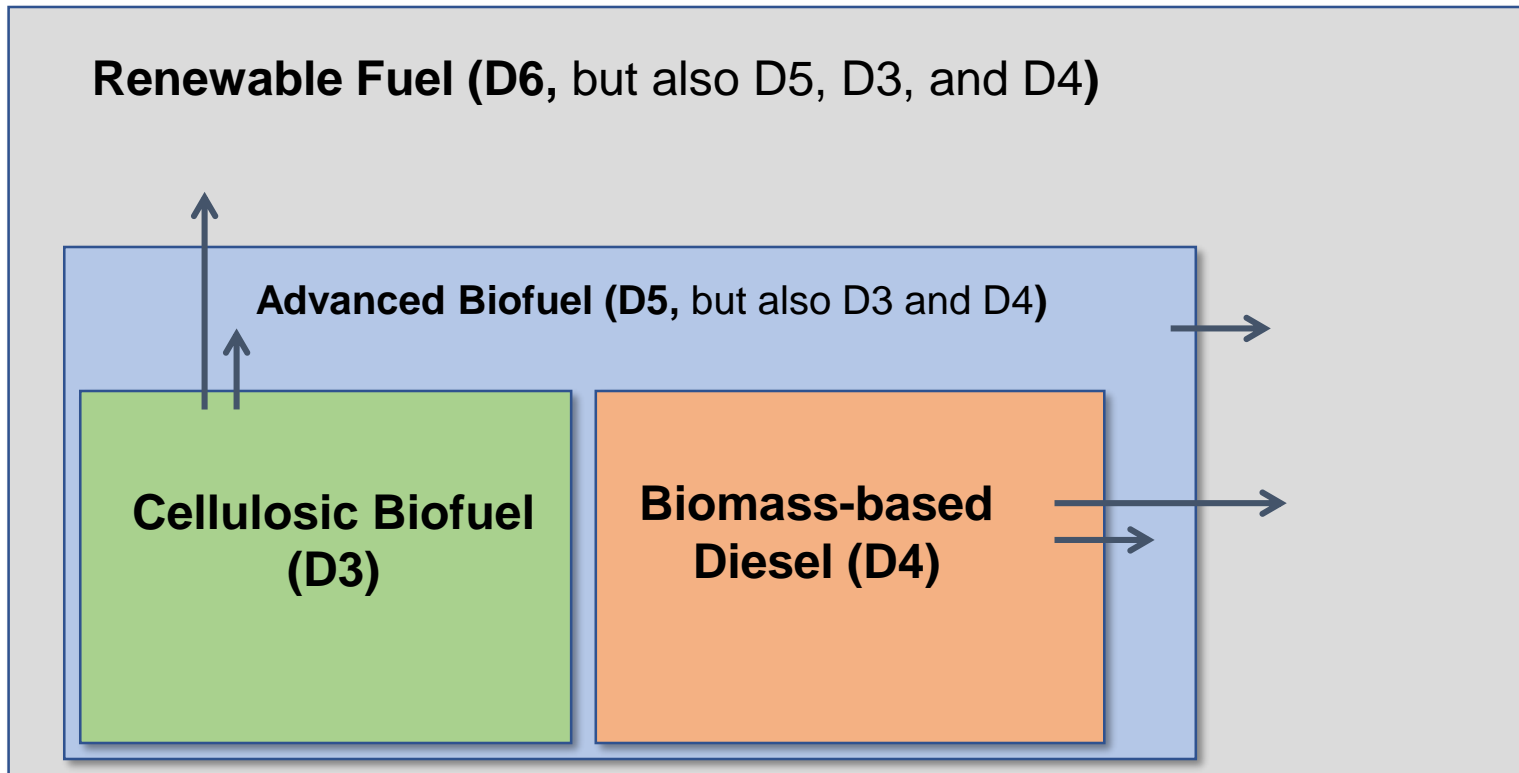 Renewable Fuel (D6, but also D5, D3, and D4)
Advanced Biofuel (D5, but also D3 and D4)
Cellulosic Biofuel
(D3)
Biomass-based
Diesel (D4)